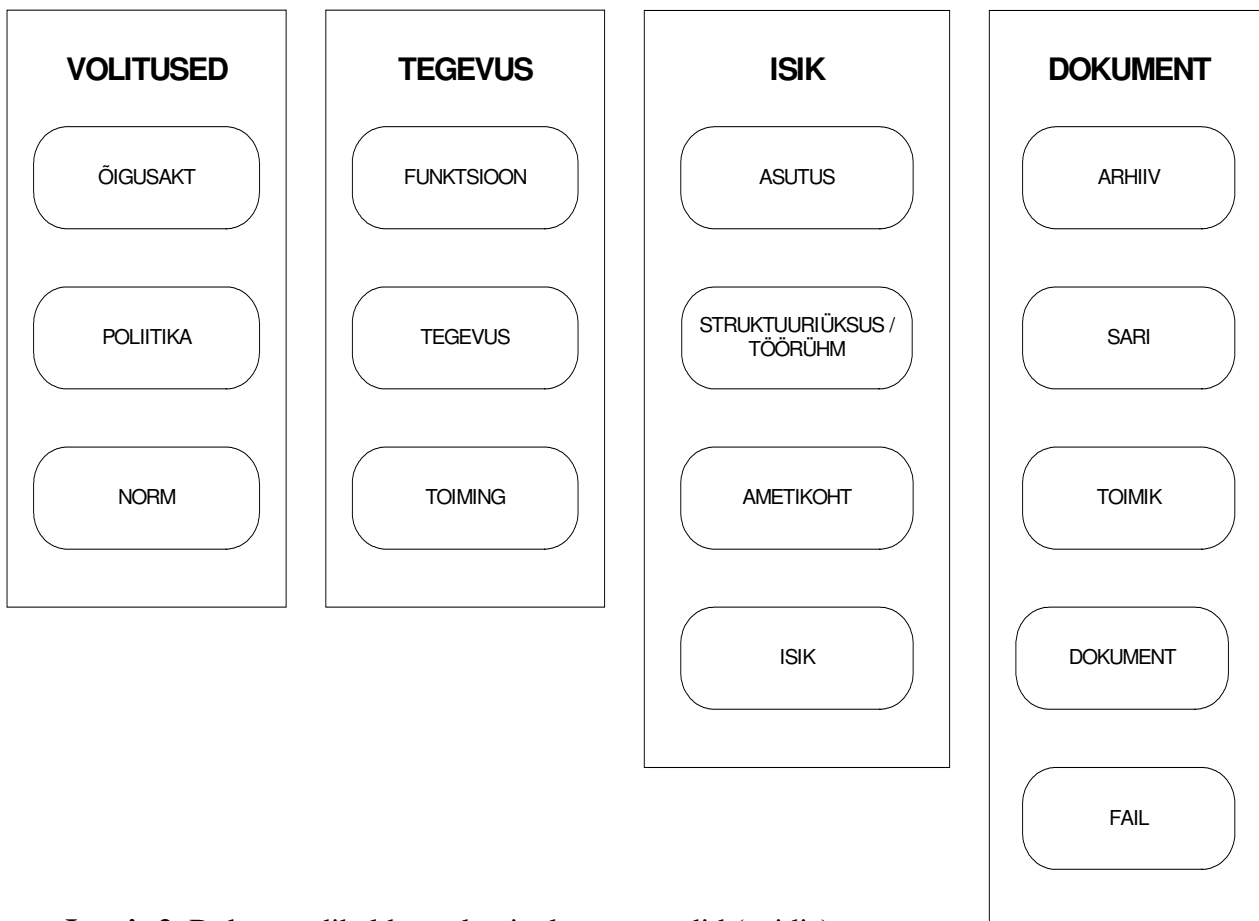 VOLITUSED
ÕIGUSAKT
POLIITIKA
NORM
TEGEVUS
FUNKTSIOON
TEGEVUS
TOIMING
ISIK
ASUTUS
STRUKTUURIÜKSUS /
TÖÖRÜHM
AMETIKOHT
ISIK
DOKUMENT
ARHIIV
SARI
TOIMIK
DOKUMENT
FAIL